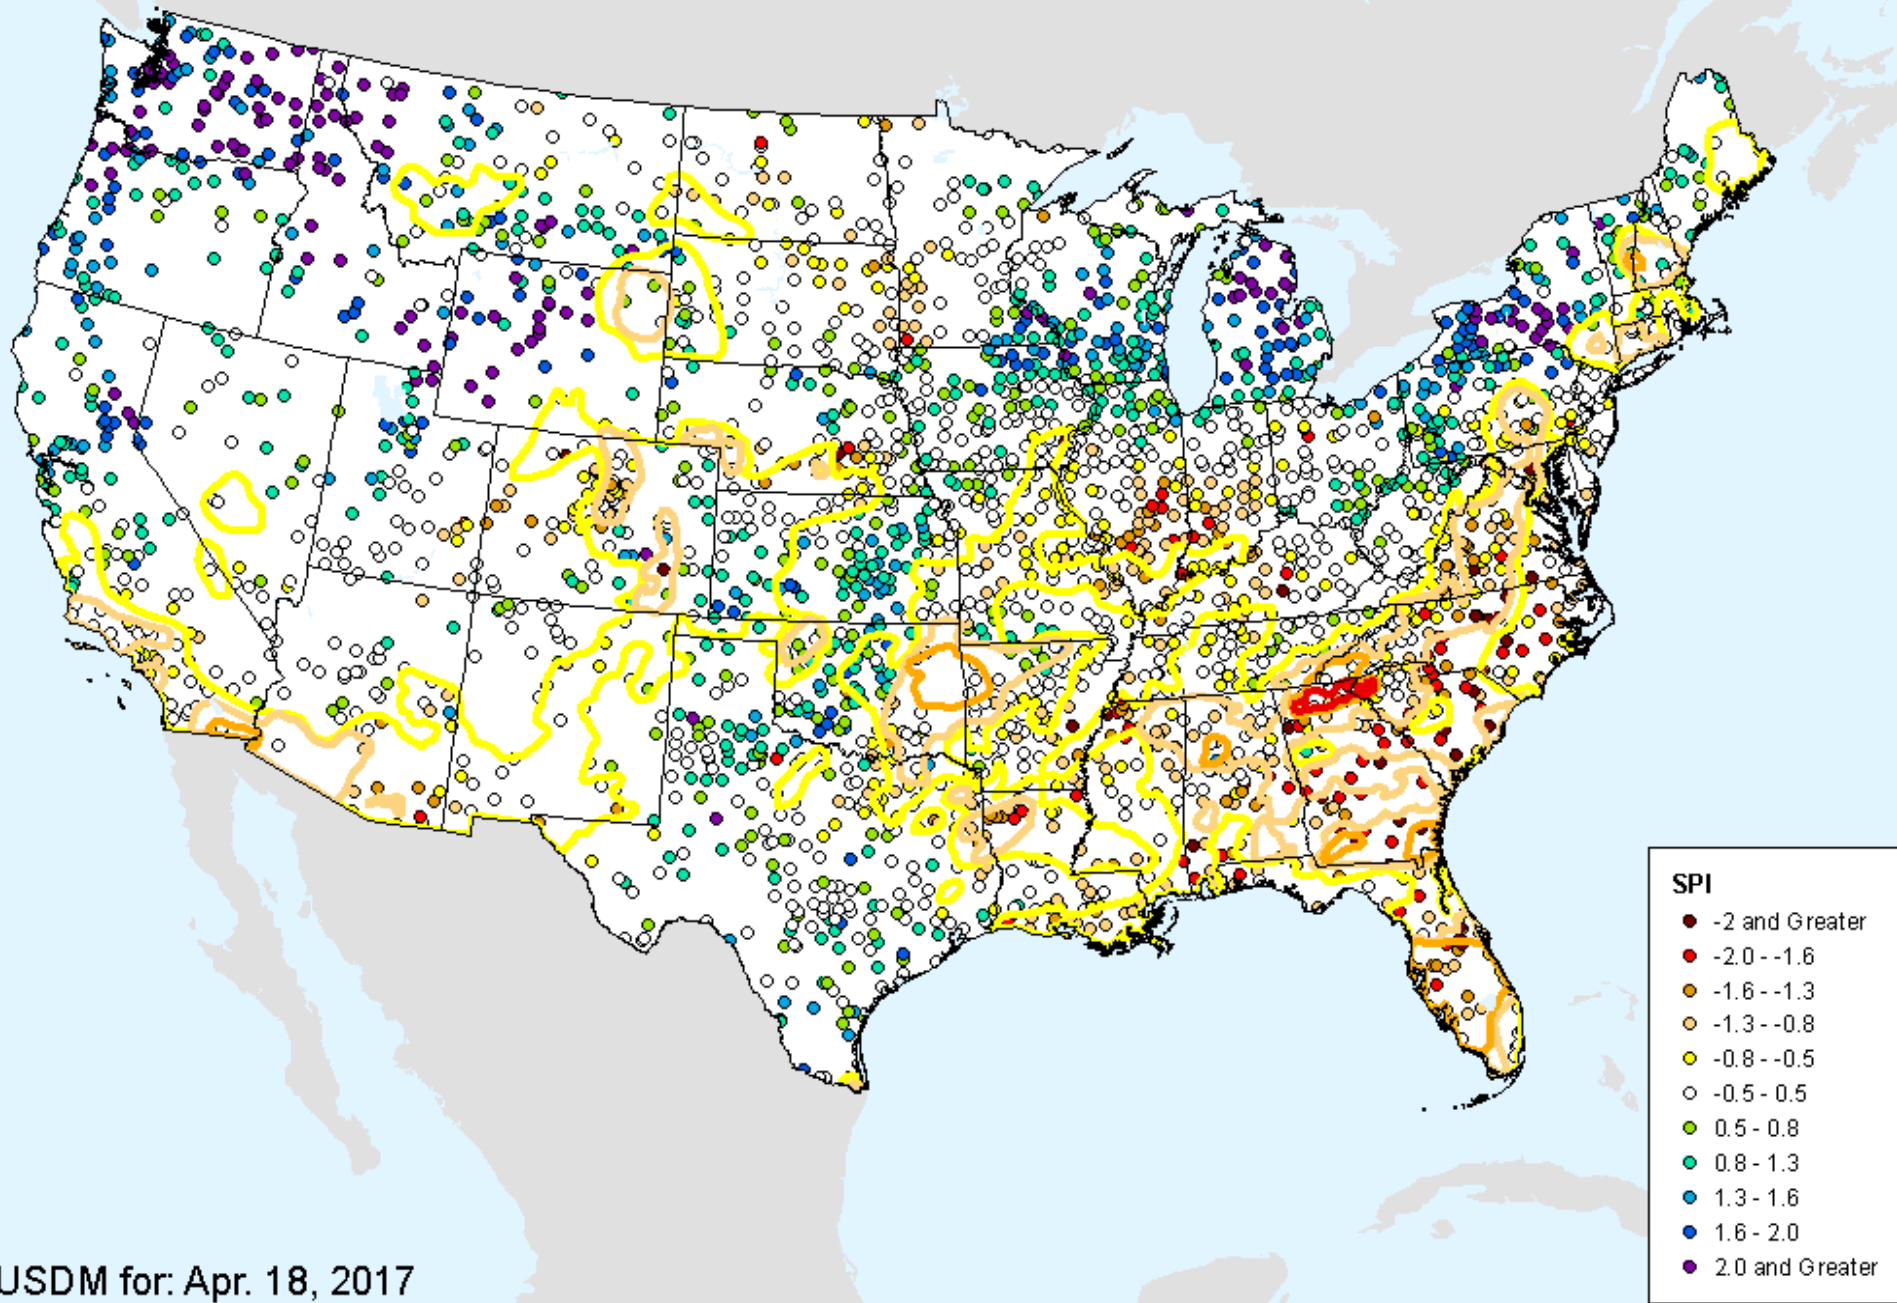 SPI
-2 and Greater
-2.0 - -1.6
-1.6 - -1.3
-1.3 - -0.8
-0.8 - -0.5
-0.5 - 0.5
0.5 - 0.8
0.8 - 1.3
1.3 - 1.6
1.6 - 2.0
2.0 and Greater
USDM for: Apr. 18, 2017